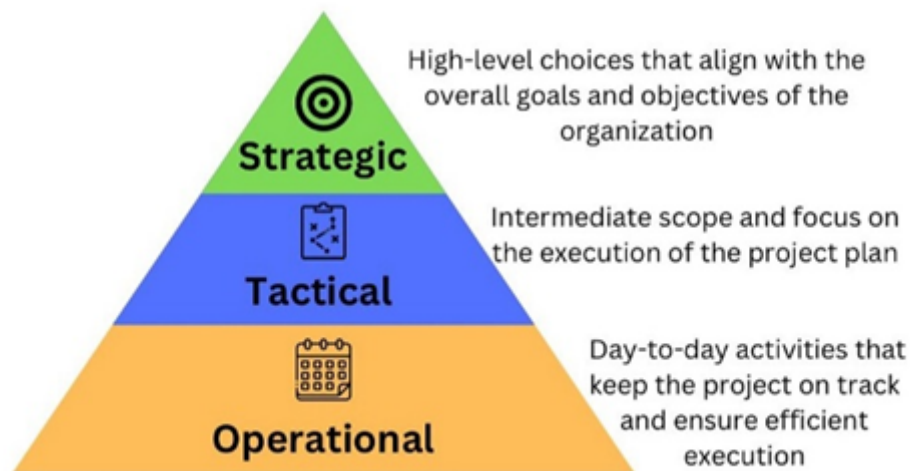 High-level choices that align with the
overall goals and objectives of the
organization
Strategic
Intermediate scope and focus on
the execution of the project plan
Tactical
Day-to-day activities that
keep the project on track
and ensure efficient
execution
Operational